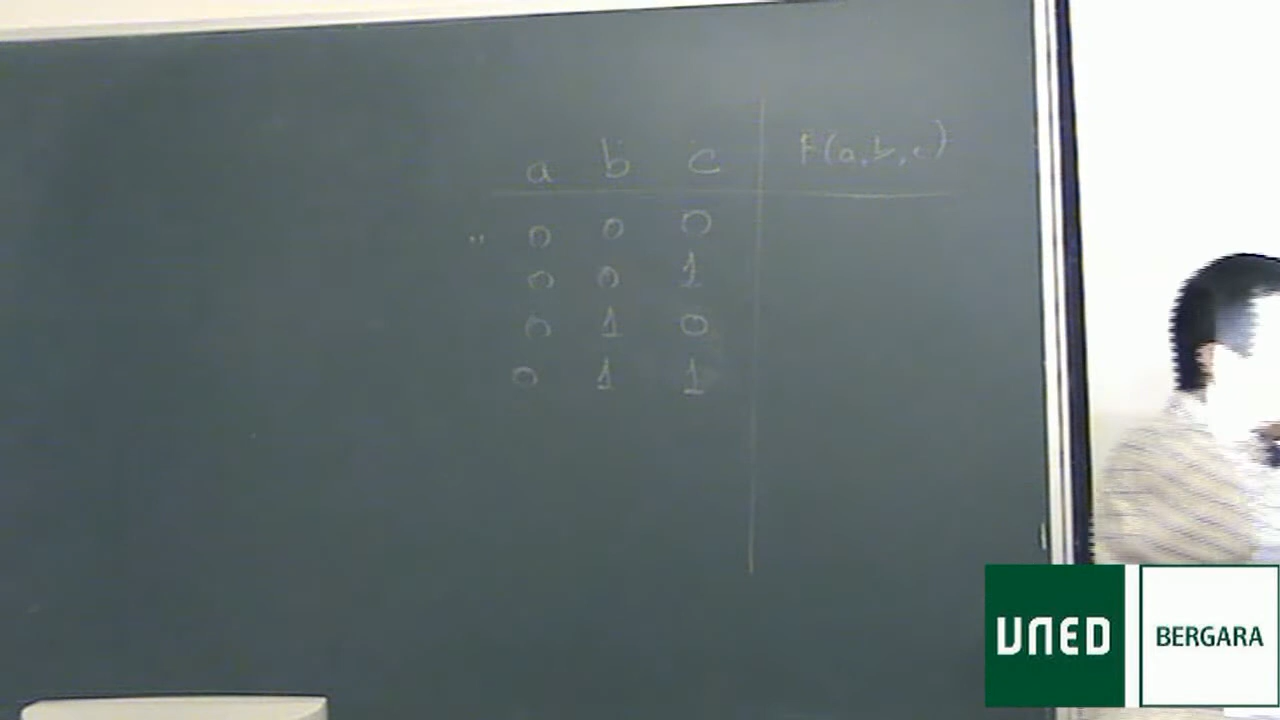 a b c F(a,b,c)
0 0 0
0 0 1
0 1 0
0 1 1
UNED BERGARA